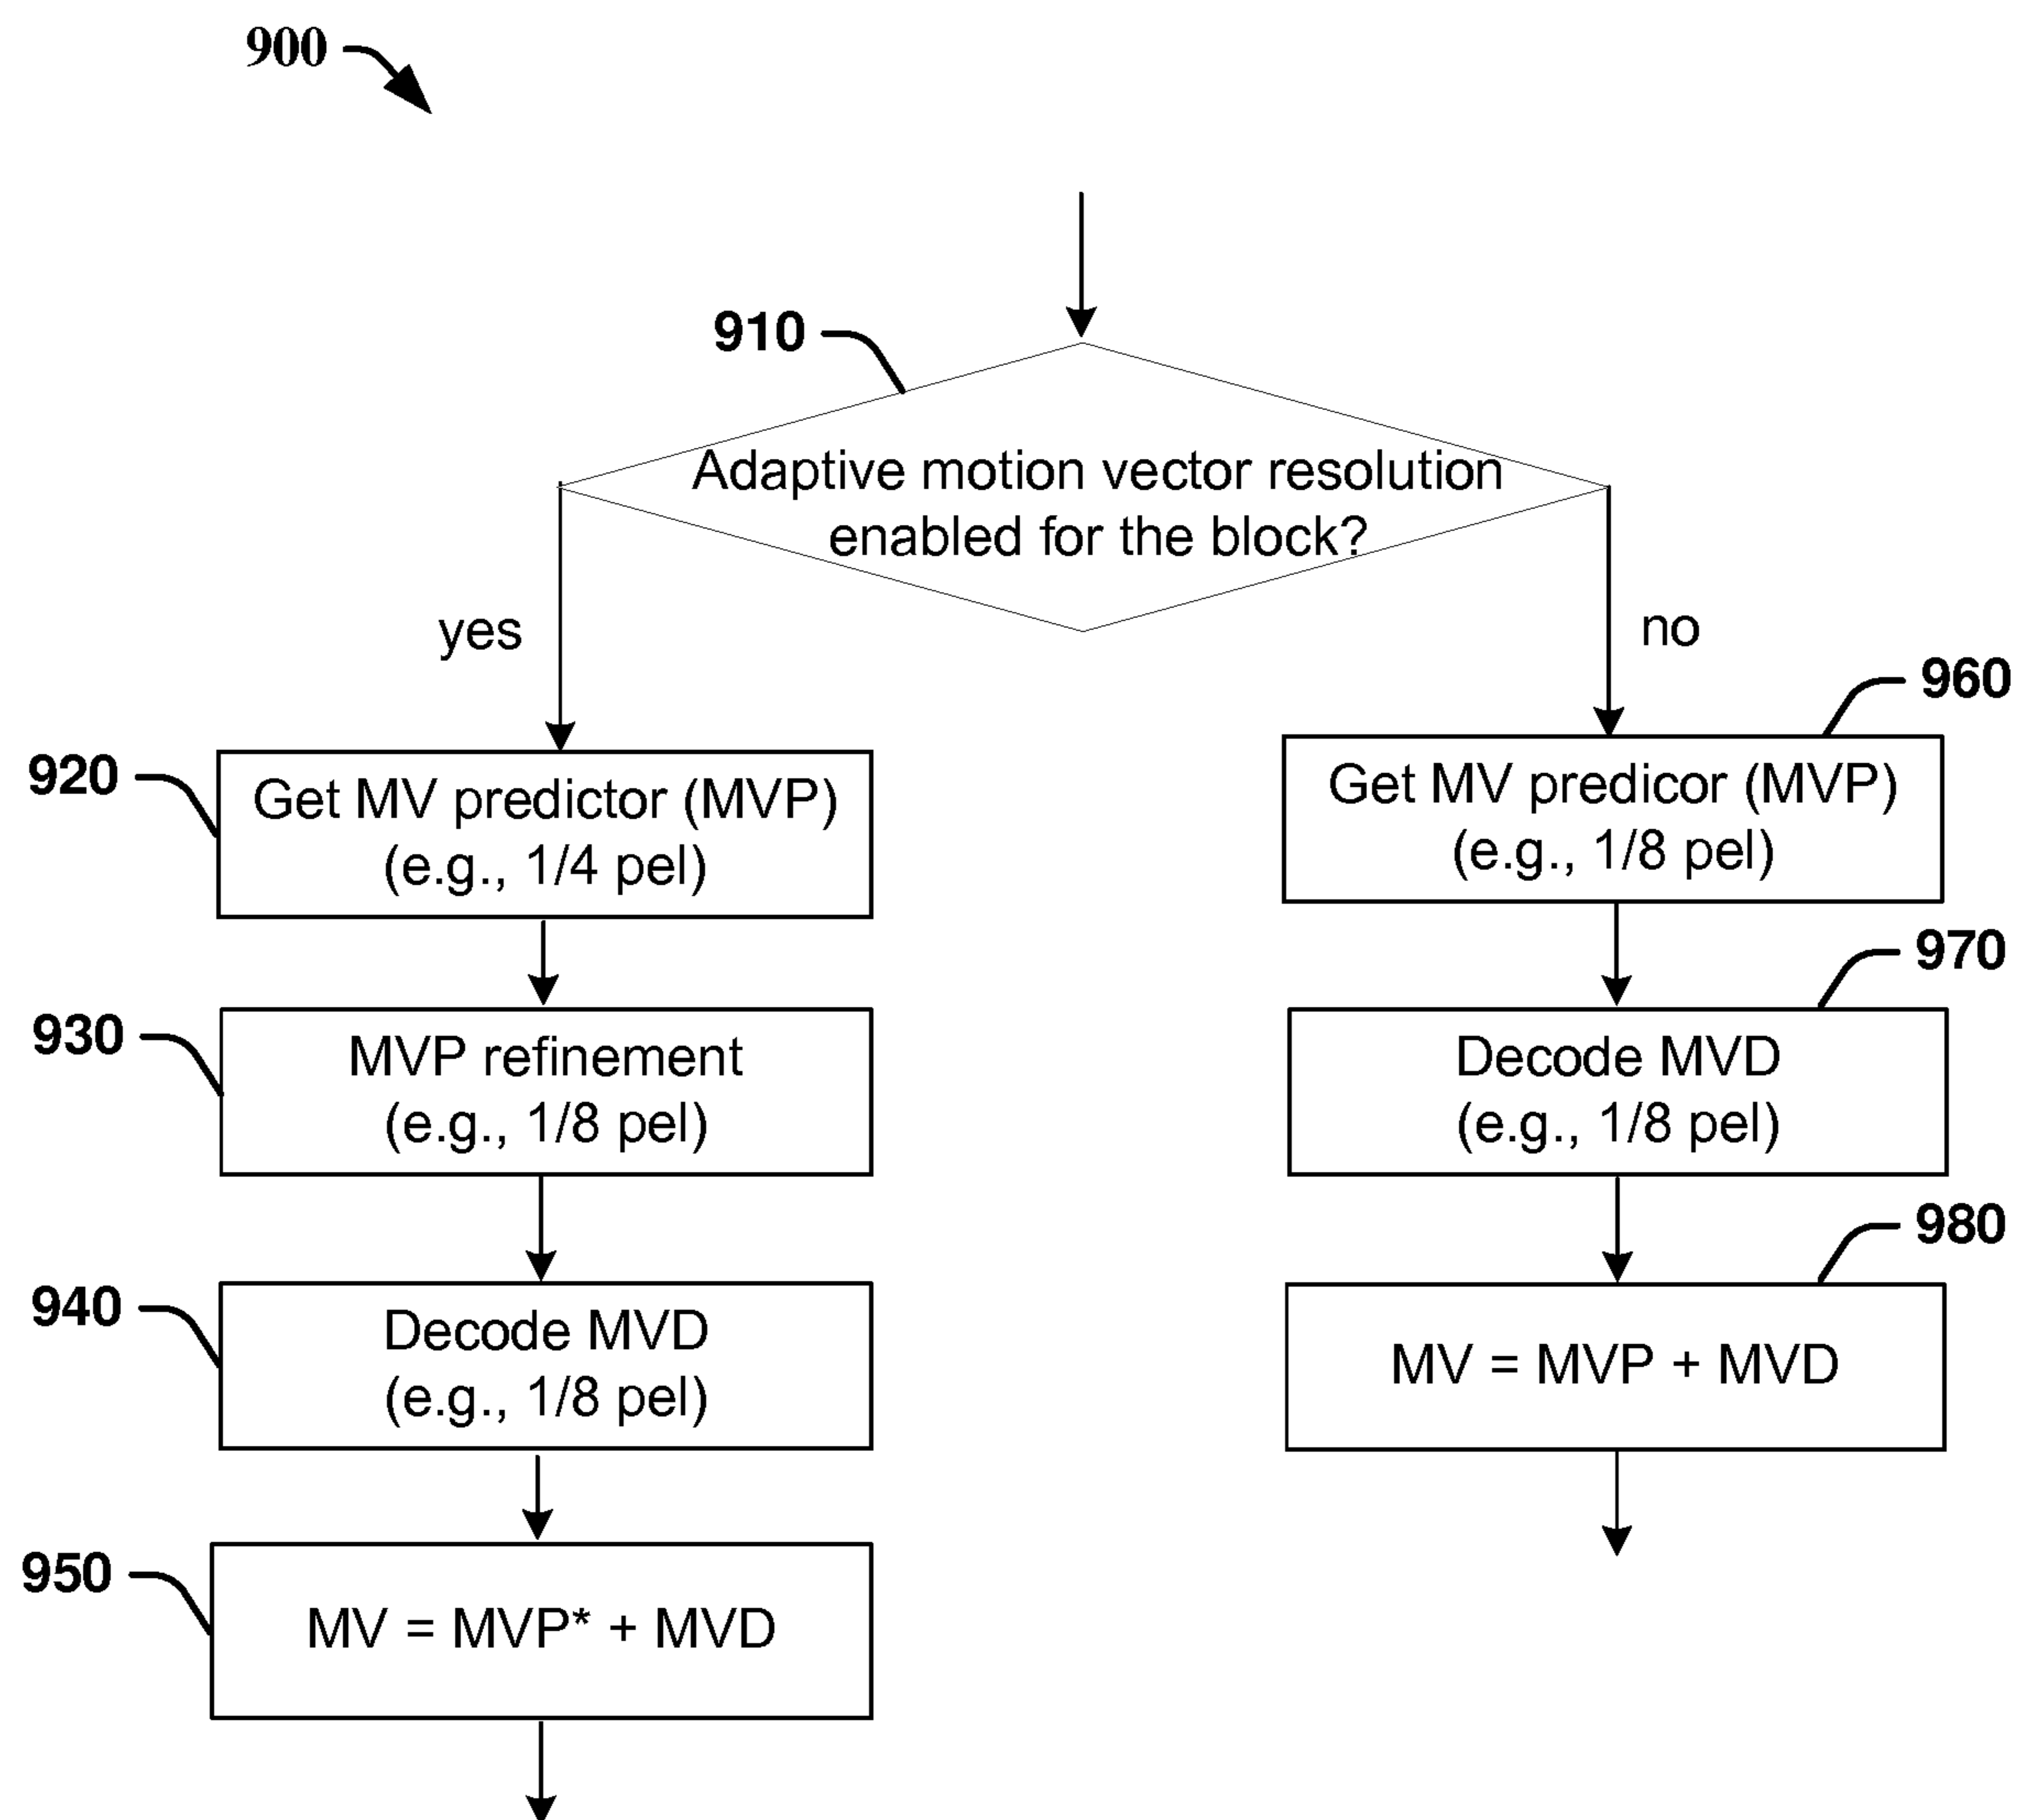 900
910
Adaptive motion vector resolution
enabled for the block?
yes
no
920
Get MV predictor (MVP)
(e.g., 1/4 pel)
930
MVP refinement
(e.g., 1/8 pel)
940
Decode MVD
(e.g., 1/8 pel)
950
MV = MVP* + MVD
960
Get MV predicor (MVP)
(e.g., 1/8 pel)
970
Decode MVD
(e.g., 1/8 pel)
980
MV = MVP + MVD